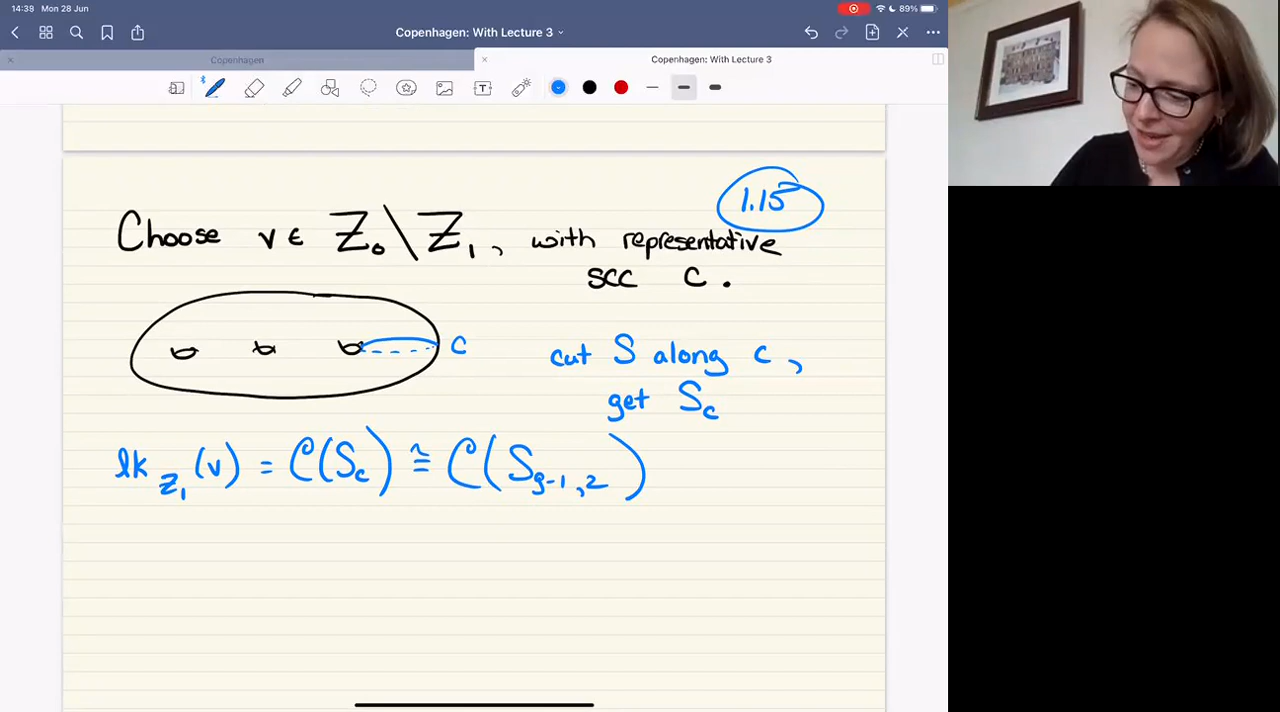 14:39 Mon 28 Jun
89%
Copenhagen: With Lecture 3
Copenhagen
Copenhagen: With Lecture 3
1.15
Choose v ∈ Z₀ \ Z₁, with representative
scc c.
c
cut S along c,
get S_c
lk_{Z₁}(v) = C(S_c) ≅ C(S_{g-1,2})